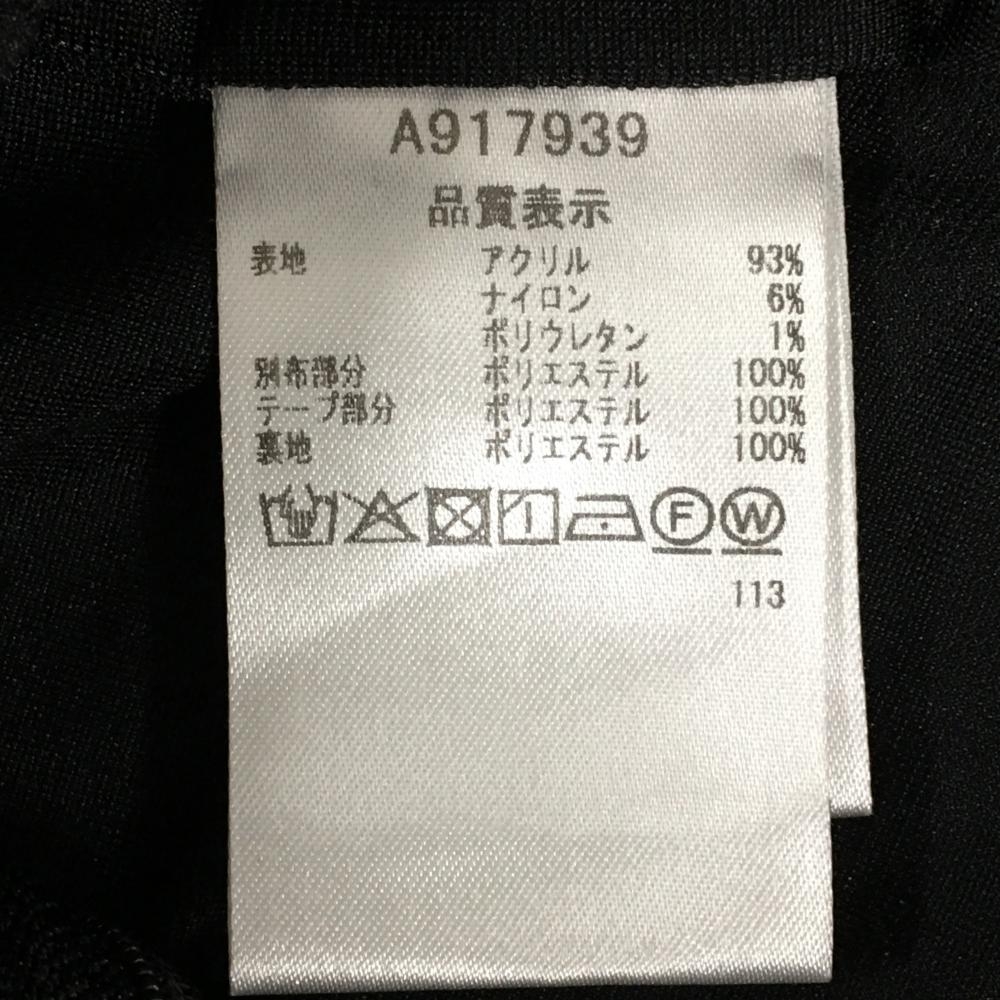 A917939
品質表示
表地 アクリル 93%
ナイロン 6%
ポリウレタン 1%
別布部分 ポリエステル 100%
テープ部分 ポリエステル 100%
裏地 ポリエステル 100%
F W
113